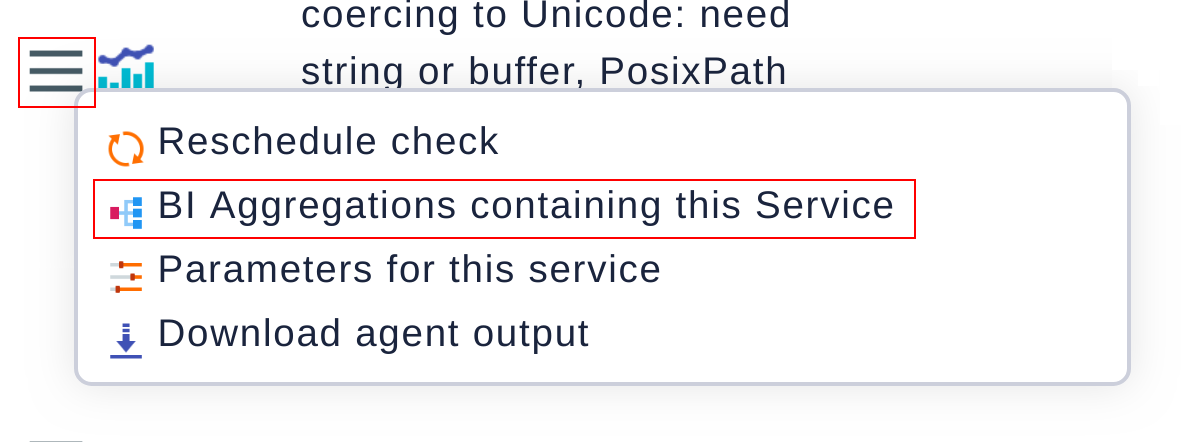 coercing to Unicode: need
string or buffer, PosixPath
Reschedule check
BI Aggregations containing this Service
Parameters for this service
Download agent output